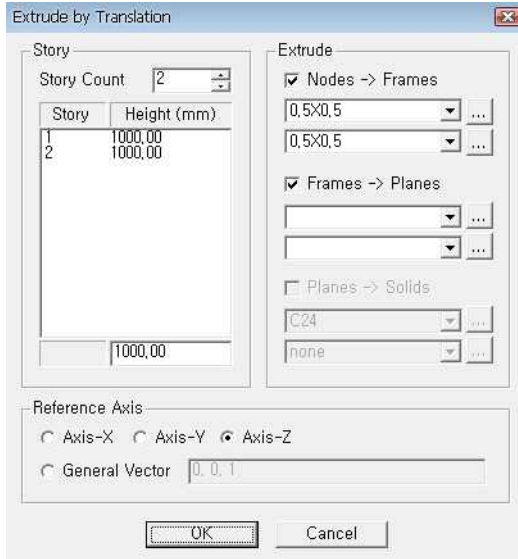 Extrude by Translation
Story
Story Count 2
Story Height (mm)
1 1000,00
2 1000,00
1000,00
Extrude
Nodes -> Frames
0,5X0,5 ...
0,5X0,5 ...
Frames -> Planes
...
...
Planes -> Solids
C24 ...
none ...
Reference Axis
Axis-X Axis-Y Axis-Z
General Vector 0, 0, 1
OK Cancel